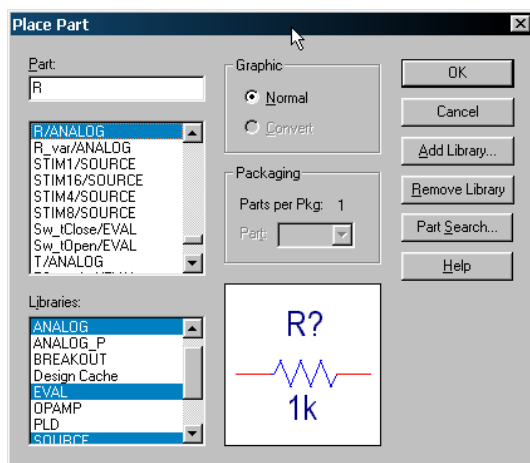 Place Part
Part:
R
R/ANALOG
R_var/ANALOG
STIM1/SOURCE
STIM16/SOURCE
STIM4/SOURCE
STIM8/SOURCE
Sw_tClose/EVAL
Sw_tOpen/EVAL
T/ANALOG
Libraries:
ANALOG
ANALOG_P
BREAKOUT
Design Cache
EVAL
OPAMP
PLD
SOURCE
Graphic
Normal
Convert
Packaging
Parts per Pkg: 1
Part:
R?
1k
OK
Cancel
Add Library...
Remove Library
Part Search...
Help